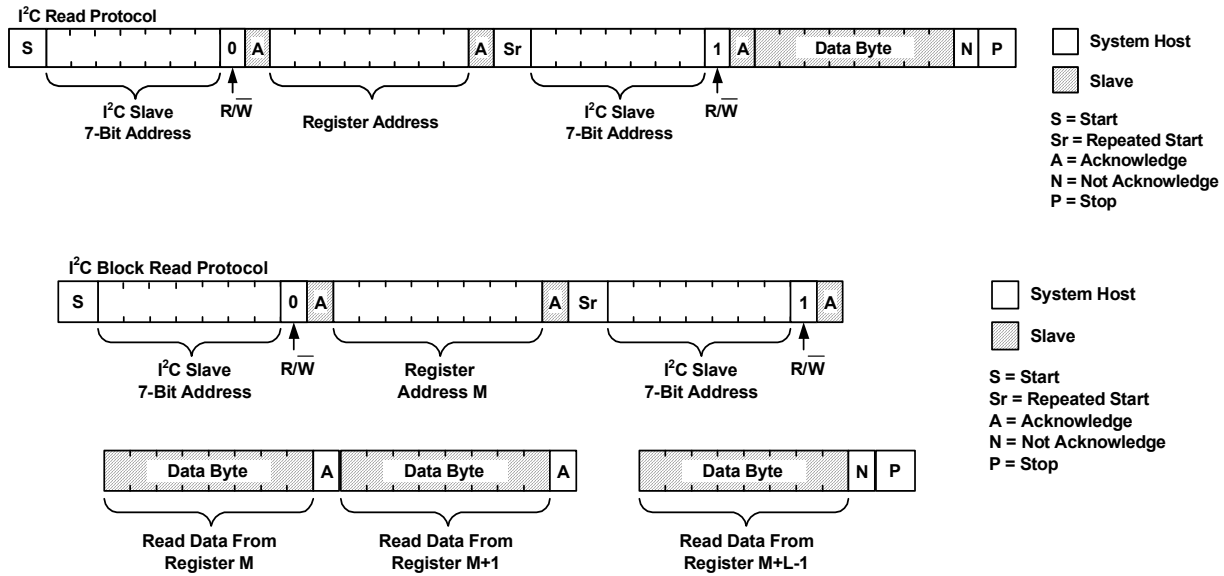 I²C Read Protocol
S 0 A A Sr 1 A Data Byte N P
I²C Slave
7-Bit Address
R/W̅
Register Address
I²C Slave
7-Bit Address
R/W̅
System Host
Slave
S = Start
Sr = Repeated Start
A = Acknowledge
N = Not Acknowledge
P = Stop
I²C Block Read Protocol
S 0 A A Sr 1 A
I²C Slave
7-Bit Address
R/W̅
Register
Address M
I²C Slave
7-Bit Address
R/W̅
Data Byte A Data Byte A Data Byte N P
Read Data From
Register M
Read Data From
Register M+1
Read Data From
Register M+L-1
System Host
Slave
S = Start
Sr = Repeated Start
A = Acknowledge
N = Not Acknowledge
P = Stop